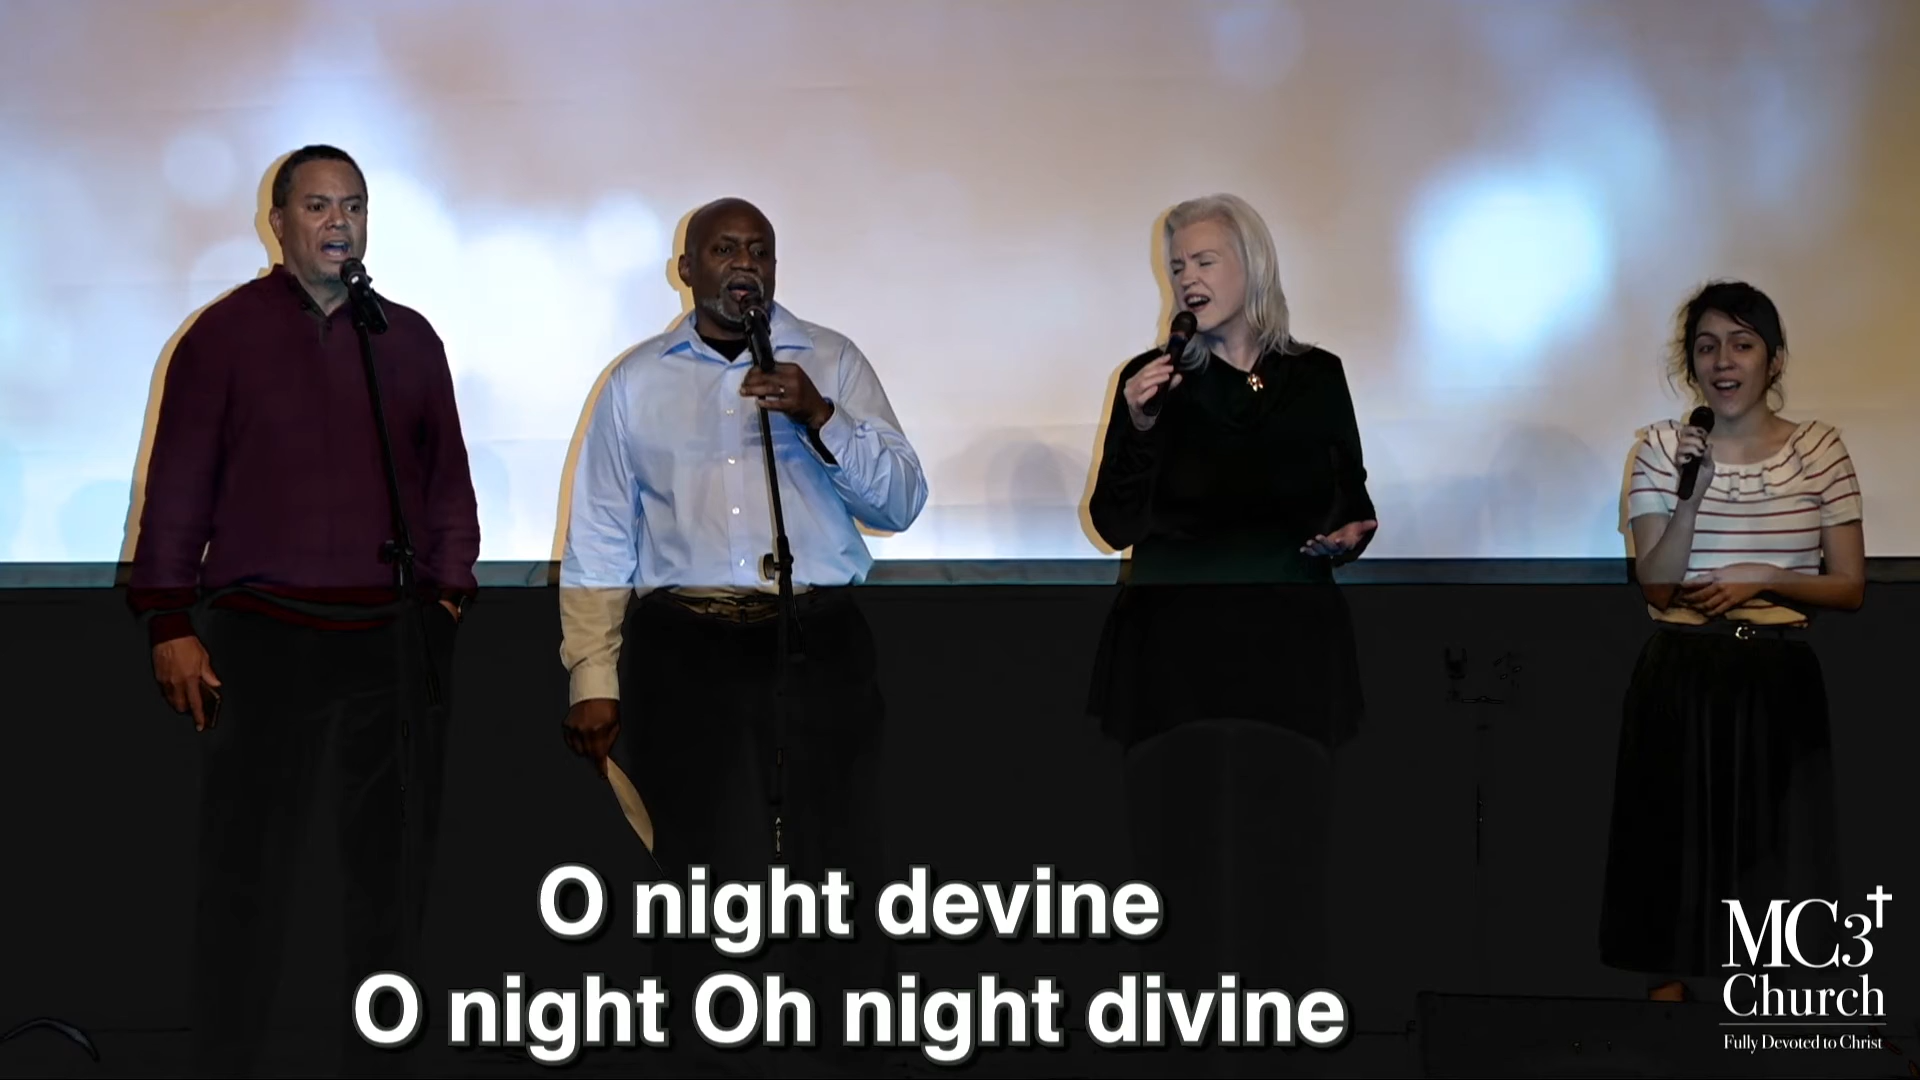 O night devine
O night Oh night divine
MC3
Church
Fully Devoted to Christ